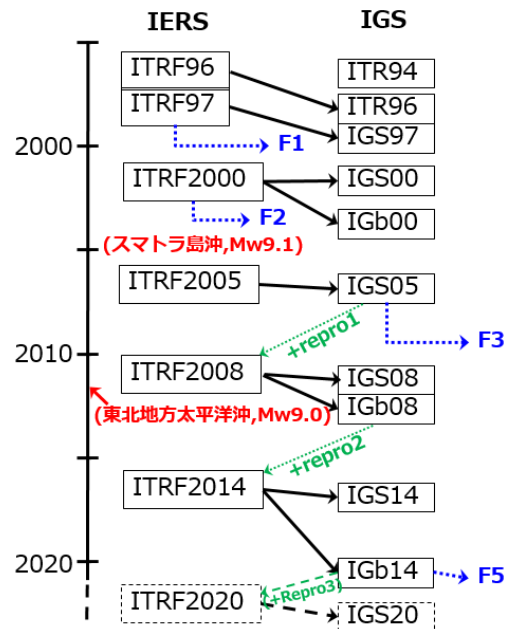 IERS
IGS
ITRF96
ITR94
ITRF97
ITR96
2000
F1
IGS97
ITRF2000
IGS00
F2
IGb00
(スマトラ島沖,Mw9.1)
ITRF2005
IGS05
+repro1
F3
2010
ITRF2008
IGS08
IGb08
(東北地方太平洋沖,Mw9.0)
+repro2
ITRF2014
IGS14
2020
IGb14
F5
(+Repro3)
ITRF2020
IGS20